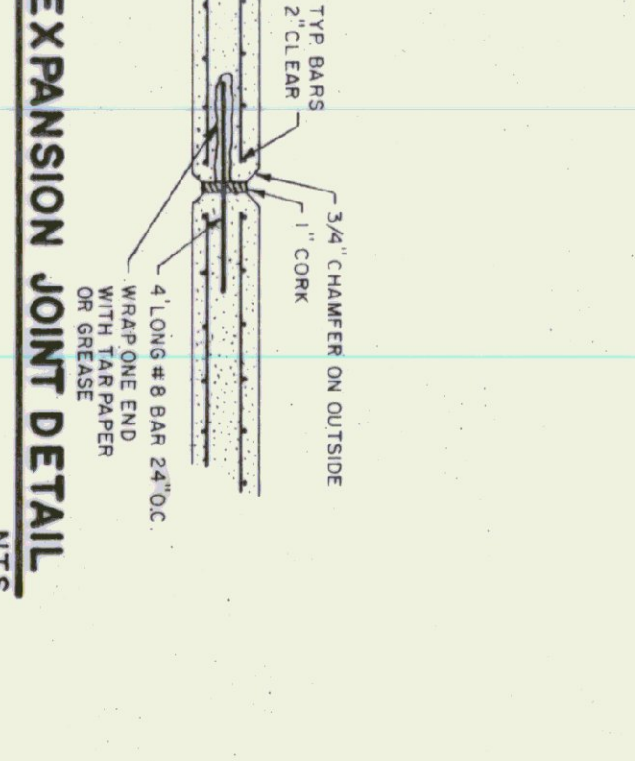 TYP. BARS
2" CLEAR
3/4" CHAMFER ON OUTSIDE
1" CORK
4' LONG #8 BAR 24" O.C.
WRAP ONE END
WITH TAR PAPER
OR GREASE
EXPANSION JOINT DETAIL
NTS